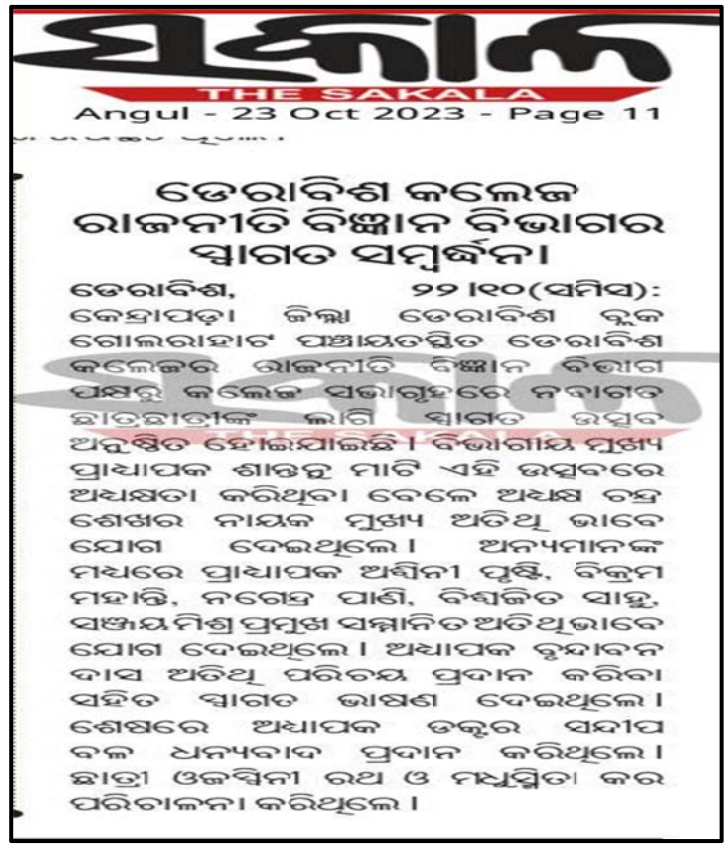 ସକାଳ
THE SAKALA
Angul - 23 Oct 2023 - Page 11
ଡେରାବିଶ କଲେଜ
ରାଜନୀତି ବିଜ୍ଞାନ ବିଭାଗର
ସ୍ୱାଗତ ସମ୍ବର୍ଦ୍ଧନା
ଡେରାବିଶ, ୨୨।୧୦(ସମିସ):
କେନ୍ଦ୍ରାପଡ଼ା ଜିଲ୍ଲା ଡେରାବିଶ ବ୍ଲକ
ଗୋଲରାହାଟ ପଞ୍ଚାୟତସ୍ଥିତ ଡେରାବିଶ
କଲେଜର ରାଜନୀତି ବିଜ୍ଞାନ ବିଭାଗ
ପକ୍ଷରୁ କଲେଜ ସଭାଗୃହରେ ନବାଗତ
ଛାତ୍ରଛାତ୍ରୀଙ୍କ ଲାଗି ସ୍ୱାଗତ ଉତ୍ସବ
ଅନୁଷ୍ଠିତ ହୋଇଯାଇଛି। ବିଭାଗୀୟ ମୁଖ୍ୟ
ପ୍ରାଧ୍ୟାପକ ଶାନ୍ତନୁ ମାଟି ଏହି ଉତ୍ସବରେ
ଅଧ୍ୟକ୍ଷତା କରିଥିବା ବେଳେ ଅଧ୍ୟକ୍ଷ ଚନ୍ଦ୍ର
ଶେଖର ନାୟକ ମୁଖ୍ୟ ଅତିଥି ଭାବେ
ଯୋଗ ଦେଇଥିଲେ। ଅନ୍ୟମାନଙ୍କ
ମଧ୍ୟରେ ପ୍ରାଧ୍ୟାପକ ଅଶ୍ୱିନୀ ପୃଷ୍ଟି, ବିକ୍ରମ
ମହାନ୍ତି, ନଗେନ୍ଦ୍ର ପାଣି, ବିଶ୍ୱଜିତ ସାହୁ,
ସଞ୍ଜୟ ମିଶ୍ର ପ୍ରମୁଖ ସମ୍ମାନିତ ଅତିଥି ଭାବେ
ଯୋଗ ଦେଇଥିଲେ। ଅଧ୍ୟାପକ ବୃନ୍ଦାବନ
ଦାସ ଅତିଥି ପରିଚୟ ପ୍ରଦାନ କରିବା
ସହିତ ସ୍ୱାଗତ ଭାଷଣ ଦେଇଥିଲେ।
ଶେଷରେ ଅଧ୍ୟାପକ ଡକ୍ଟର ସନ୍ଦୀପ
ବଳ ଧନ୍ୟବାଦ ପ୍ରଦାନ କରିଥିଲେ।
ଛାତ୍ରୀ ଓଜସ୍ୱିନୀ ରଥ ଓ ମଧୁସ୍ମିତା କର
ପରିଚାଳନା କରିଥିଲେ।